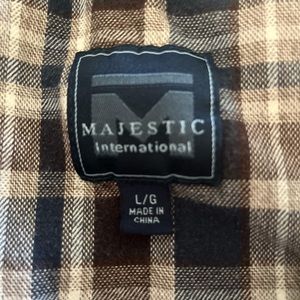 MAJESTIC
International
L/G
MADE IN
CHINA